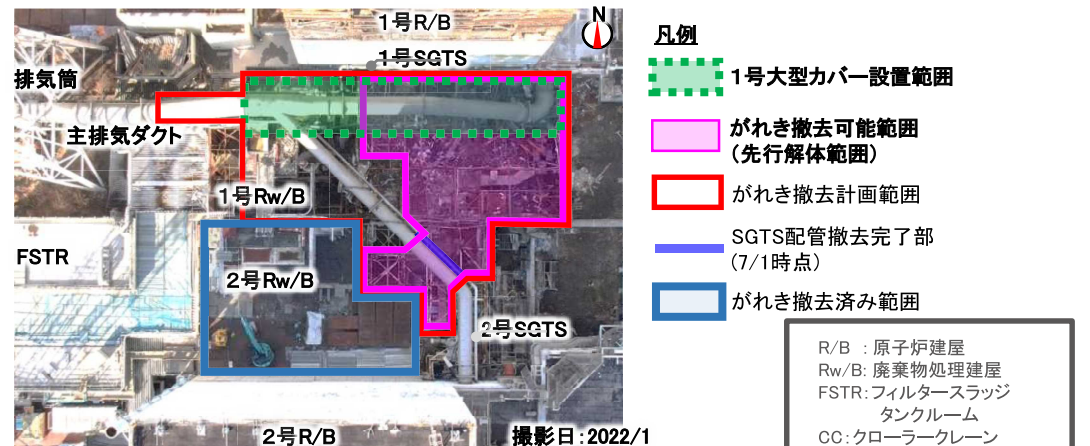 1号R/B
N
1号SGTS
排気筒
主排気ダクト
1号Rw/B
FSTR
2号Rw/B
2号SGTS
2号R/B
撮影日:2022/1
凡例
1号大型カバー設置範囲
がれき撤去可能範囲
(先行解体範囲)
がれき撤去計画範囲
SGTS配管撤去完了部
(7/1時点)
がれき撤去済み範囲
R/B :原子炉建屋
Rw/B:廃棄物処理建屋
FSTR:フィルタースラッジ
タンクルーム
CC:クローラークレーン